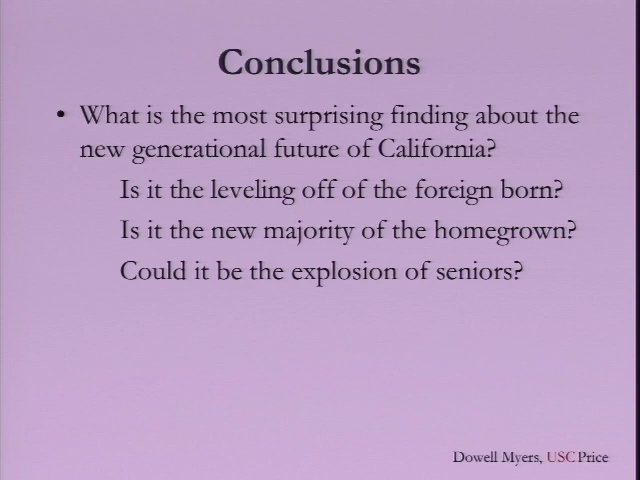 Conclusions
• What is the most surprising finding about the
new generational future of California?
Is it the leveling off of the foreign born?
Is it the new majority of the homegrown?
Could it be the explosion of seniors?
Dowell Myers, USC Price